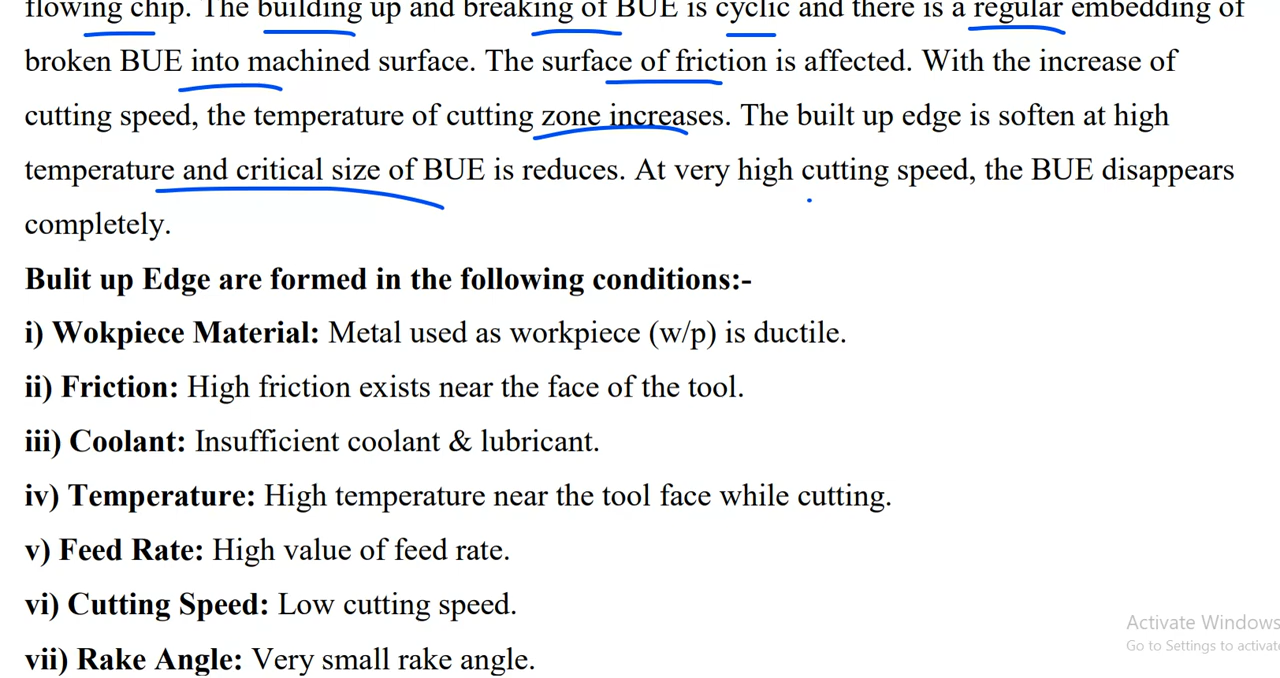 flowing chip. The building up and breaking of BUE is cyclic and there is a regular embedding of
broken BUE into machined surface. The surface of friction is affected. With the increase of
cutting speed, the temperature of cutting zone increases. The built up edge is soften at high
temperature and critical size of BUE is reduces. At very high cutting speed, the BUE disappears
completely.
Bulit up Edge are formed in the following conditions:-
i) Wokpiece Material: Metal used as workpiece (w/p) is ductile.
ii) Friction: High friction exists near the face of the tool.
iii) Coolant: Insufficient coolant & lubricant.
iv) Temperature: High temperature near the tool face while cutting.
v) Feed Rate: High value of feed rate.
vi) Cutting Speed: Low cutting speed.
vii) Rake Angle: Very small rake angle.
Activate Windows
Go to Settings to activate